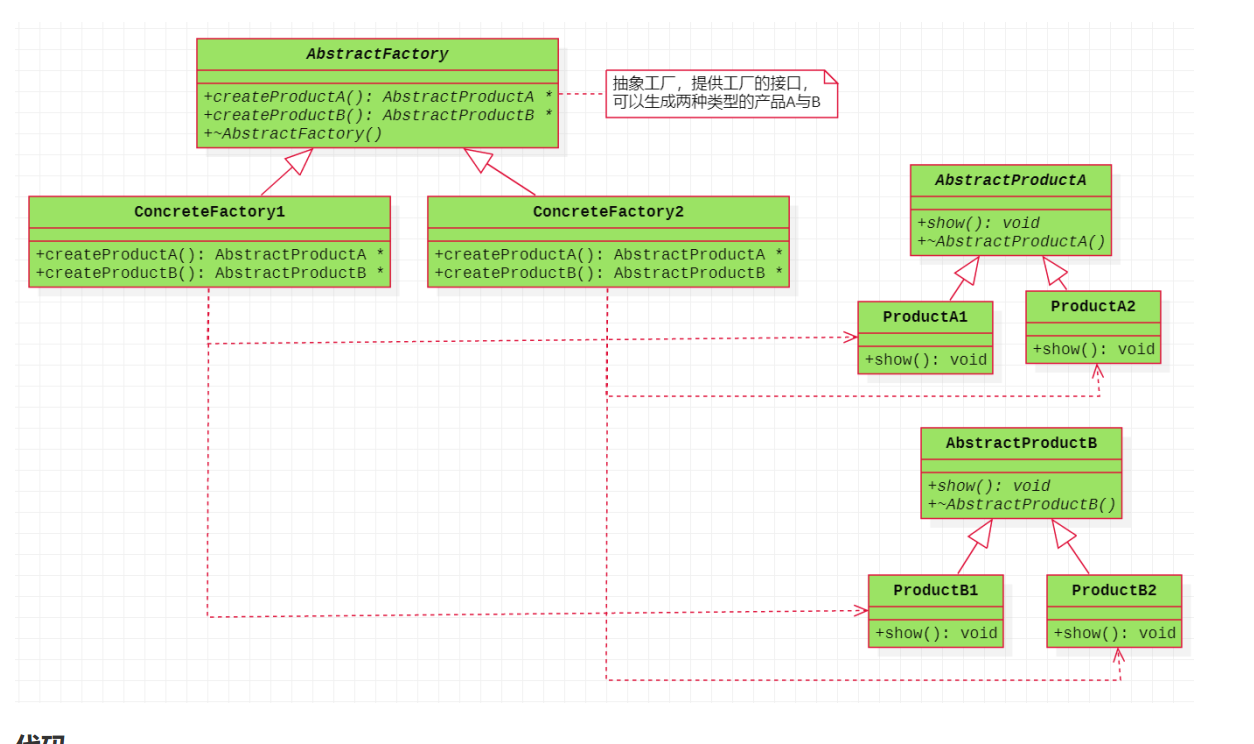 AbstractFactory
+createProductA(): AbstractProductA *
+createProductB(): AbstractProductB *
+~AbstractFactory()
抽象工厂，提供工厂的接口，
可以生成两种类型的产品A与B
ConcreteFactory1
+createProductA(): AbstractProductA *
+createProductB(): AbstractProductB *
ConcreteFactory2
+createProductA(): AbstractProductA *
+createProductB(): AbstractProductB *
AbstractProductA
+show(): void
+~AbstractProductA()
ProductA1
+show(): void
ProductA2
+show(): void
AbstractProductB
+show(): void
+~AbstractProductB()
ProductB1
+show(): void
ProductB2
+show(): void
代码